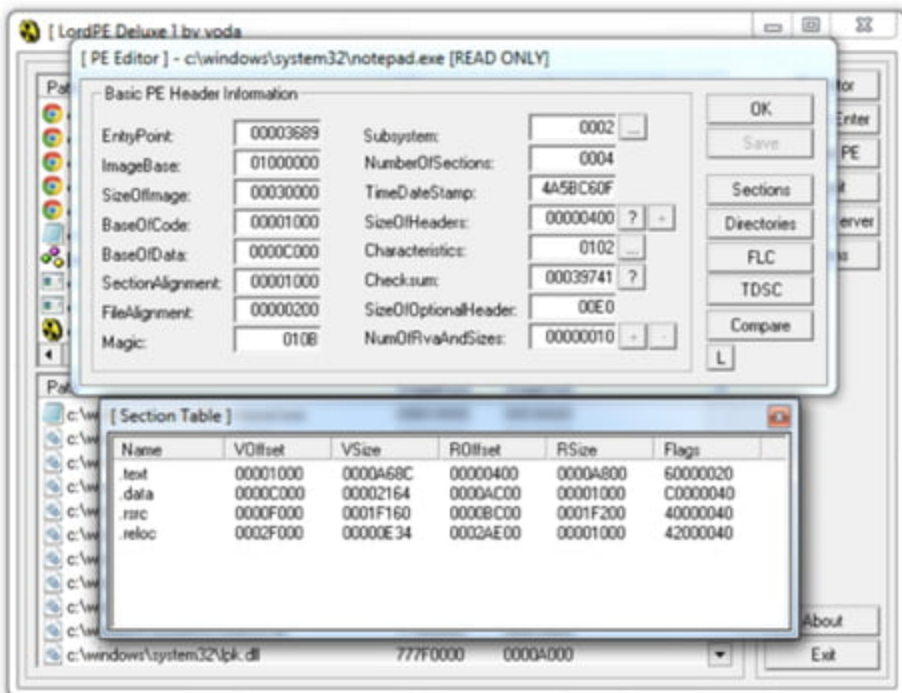 [ LordPE Deluxe ] by yoda
[ PE Editor ] - c:\windows\system32\notepad.exe [READ ONLY]
Basic PE Header Information
EntryPoint: 00003689 Subsystem: 0002 ... OK
ImageBase: 01000000 NumberOfSections: 0004 Save
SizeOfImage: 00030000 TimeDateStamp: 4A5BC60F Sections
BaseOfCode: 00001000 SizeOfHeaders: 00000400 ? + Directories
BaseOfData: 0000C000 Characteristics: 0102 ... FLC
SectionAlignment: 00001000 Checksum: 00039741 ? TDSC
FileAlignment: 00000200 SizeOfOptionalHeader: 00E0 Compare
Magic: 010B NumOfRvaAndSizes: 00000010 + - L
Enter
PE
erver
[ Section Table ]
Name VOffset VSize ROffset RSize Flags
.text 00001000 0000A68C 00000400 0000A800 60000020
.data 0000C000 00002164 0000AC00 00001000 C0000040
.rsrc 0000F000 0001F160 0000BC00 0001F200 40000040
.reloc 0002F000 00000E34 0002AE00 00001000 42000040
About
c:\windows\system32\lpk.dll 777F0000 0000A000 Exit